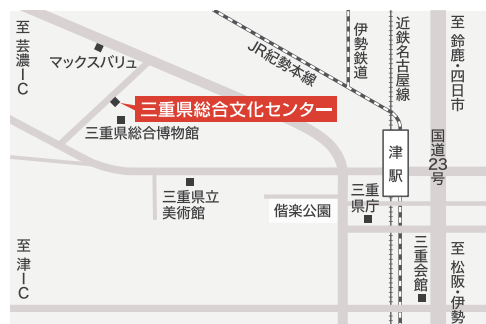 至 芸濃IC
マックスバリュ
JR紀勢本線
伊勢鉄道
近鉄名古屋線
至 鈴鹿・四日市
三重県総合文化センター
三重県総合博物館
国道23号
津駅
三重県立
美術館
偕楽公園
三重
県庁
三重会館
至 津IC
至 松阪・伊勢